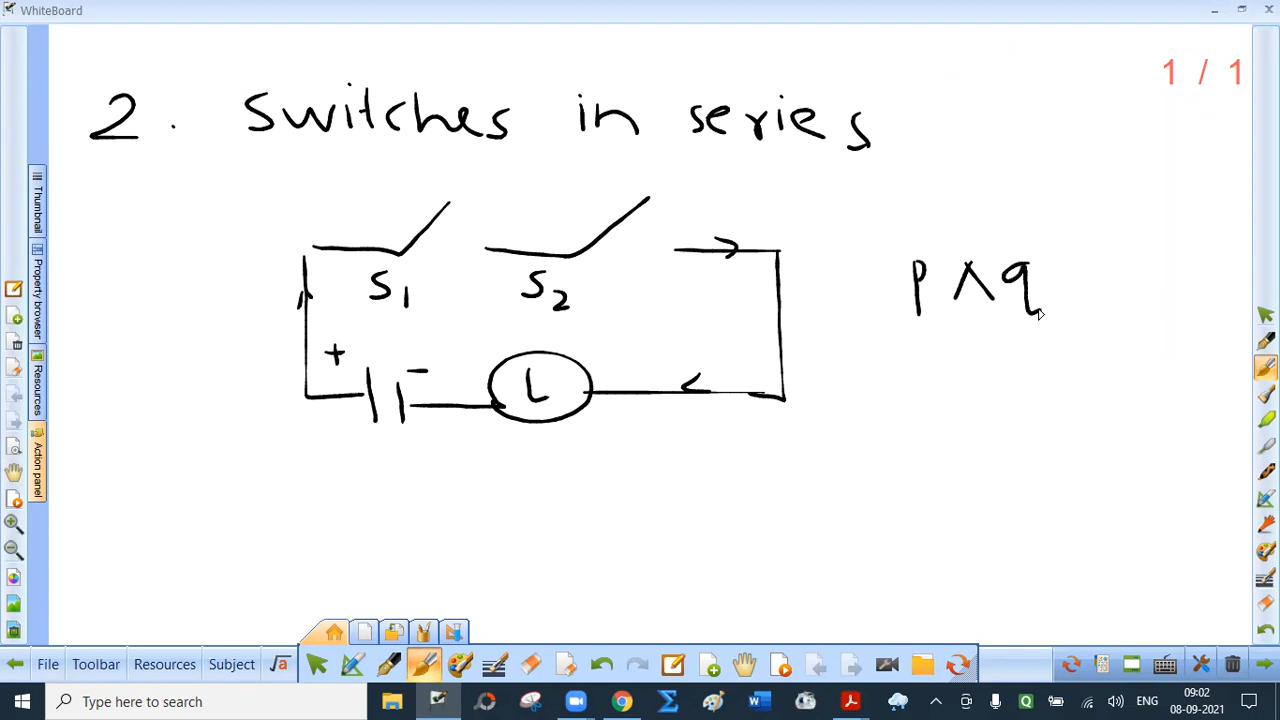 WhiteBoard
1 / 1
2. Switches in series
S1 S2
p ∧ q
+ -
L
Thumbnail
Property browser
Resources
Action panel
File Toolbar Resources Subject √a
Type here to search
W
X
Q
ENG
09:02
08-09-2021